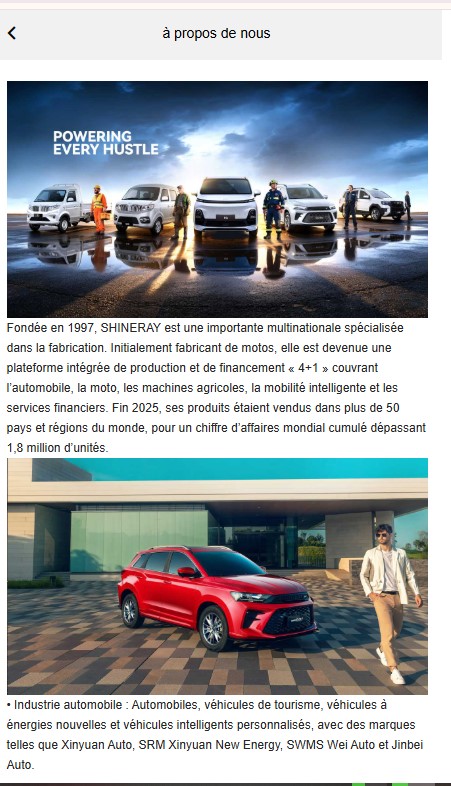 à propos de nous
POWERING
EVERY HUSTLE
Fondée en 1997, SHINERAY est une importante multinationale spécialisée
dans la fabrication. Initialement fabricant de motos, elle est devenue une
plateforme intégrée de production et de financement « 4+1 » couvrant
l'automobile, la moto, les machines agricoles, la mobilité intelligente et les
services financiers. Fin 2025, ses produits étaient vendus dans plus de 50
pays et régions du monde, pour un chiffre d'affaires mondial cumulé dépassant
1,8 million d'unités.
• Industrie automobile : Automobiles, véhicules de tourisme, véhicules à
énergies nouvelles et véhicules intelligents personnalisés, avec des marques
telles que Xinyuan Auto, SRM Xinyuan New Energy, SWMS Wei Auto et Jinbei
Auto.